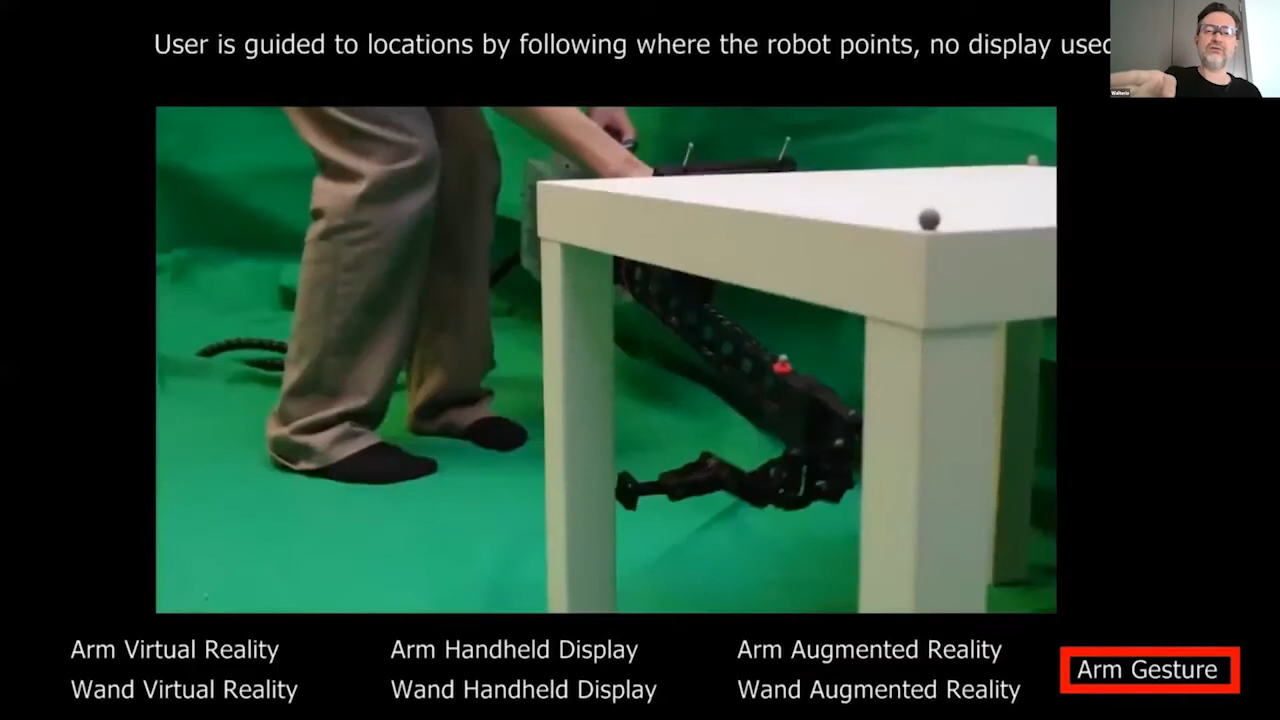 User is guided to locations by following where the robot points, no display used
Walterio
Arm Virtual Reality
Arm Handheld Display
Arm Augmented Reality
Arm Gesture
Wand Virtual Reality
Wand Handheld Display
Wand Augmented Reality